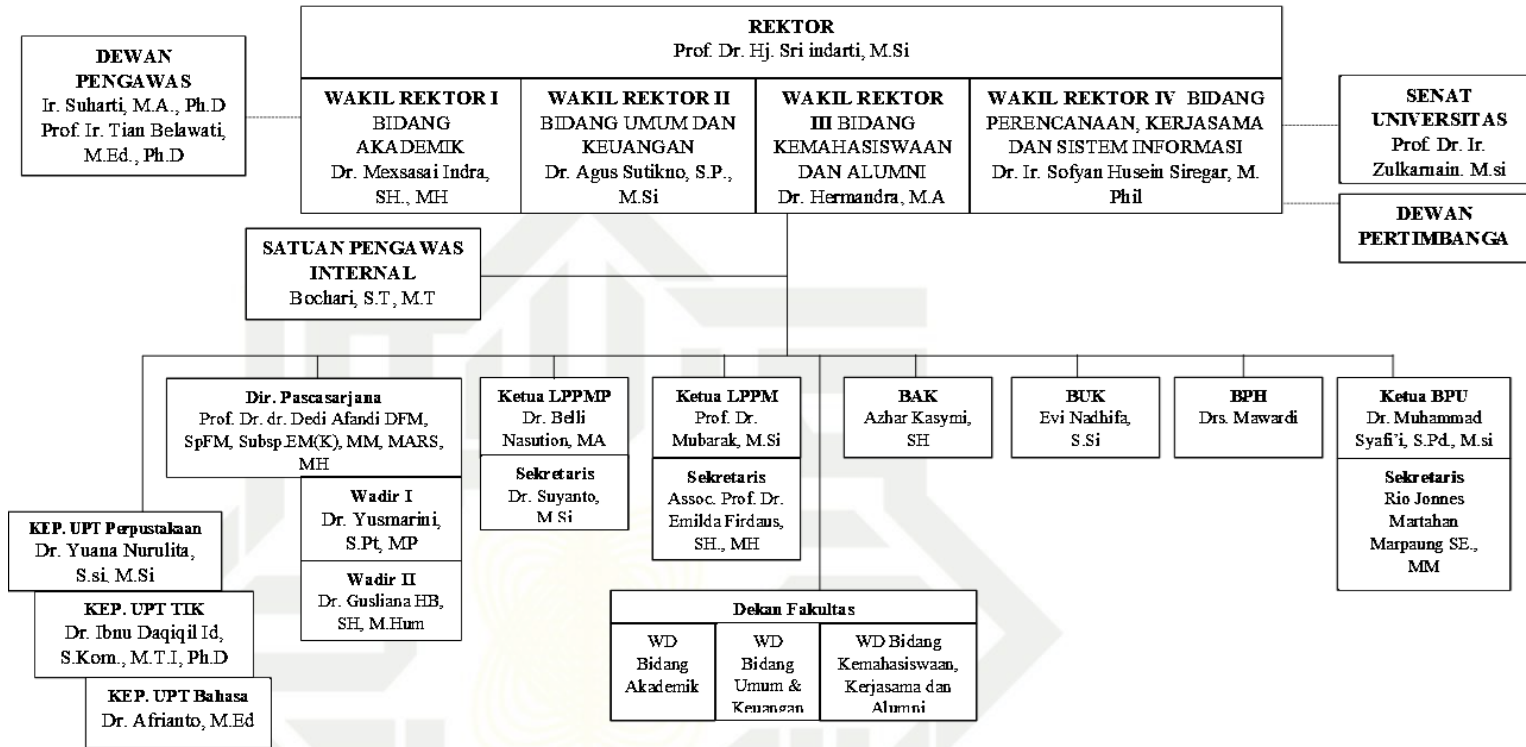 REKTOR
Prof. Dr. Hj. Sri indarti, M.Si
DEWAN
PENGAWAS
Ir. Suharti, M.A., Ph.D
Prof. Ir. Tian Belawati,
M.Ed., Ph.D
WAKIL REKTOR I
BIDANG
AKADEMIK
Dr. Mexsasai Indra,
SH., MH
WAKIL REKTOR II
BIDANG UMUM DAN
KEUANGAN
Dr. Agus Sutikno, S.P.,
M.Si
WAKIL REKTOR
III BIDANG
KEMAHASISWAAN
DAN ALUMNI
Dr. Hermandra, M.A
WAKIL REKTOR IV BIDANG
PERENCANAAN, KERJASAMA
DAN SISTEM INFORMASI
Dr. Ir. Sofyan Husein Siregar, M.
Phil
SENAT
UNIVERSITAS
Prof. Dr. Ir.
Zulkarnain. M.si
DEWAN
PERTIMBANGA
SATUAN PENGAWAS
INTERNAL
Bochari, S.T, M.T
Dir. Pascasarjana
Prof. Dr. dr. Dedi Afandi DFM,
SpFM, Subsp.EM(K), MM, MARS,
MH
Wadir I
Dr. Yusmarini,
S.Pt, MP
Wadir II
Dr. Gusliana HB,
SH, M.Hum
Ketua LPPMP
Dr. Belli
Nasution, MA
Sekretaris
Dr. Suyanto,
M.Si
Ketua LPPM
Prof. Dr.
Mubarak, M.Si
Sekretaris
Assoc. Prof. Dr.
Emilda Firdaus,
SH., MH
BAK
Azhar Kasymi,
SH
BUK
Evi Nadhifa,
S.Si
BPH
Drs. Mawardi
Ketua BPU
Dr. Muhammad
Syafi'i, S.Pd., M.si
Sekretaris
Rio Jonnes
Martahan
Marpaung SE.,
MM
KEP. UPT Perpustakaan
Dr. Yuana Nurulita,
S.si, M.Si
KEP. UPT TIK
Dr. Ibnu Daqiqil Id,
S.Kom., M.T.I, Ph.D
KEP. UPT Bahasa
Dr. Afrianto, M.Ed
Dekan Fakultas
WD
Bidang
Akademik
WD
Bidang
Umum &
Keuangan
WD Bidang
Kemahasiswaan,
Kerjasama dan
Alumni